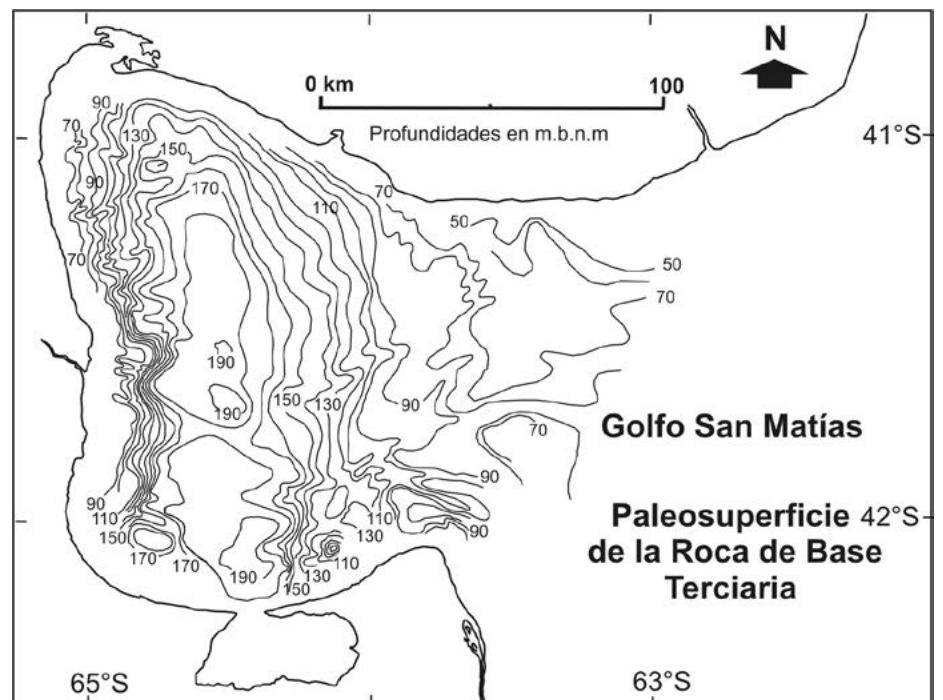 N
0 km 100
Profundidades en m.b.n.m
41°S
90
70
130
150
90
170
110
70
50
70
50
70
190
190
150
130
90
70
Golfo San Matías
90
90
110
150
170
170
190
150
130
110
130
110
90
Paleosuperficie
de la Roca de Base
Terciaria
42°S
65°S
63°S